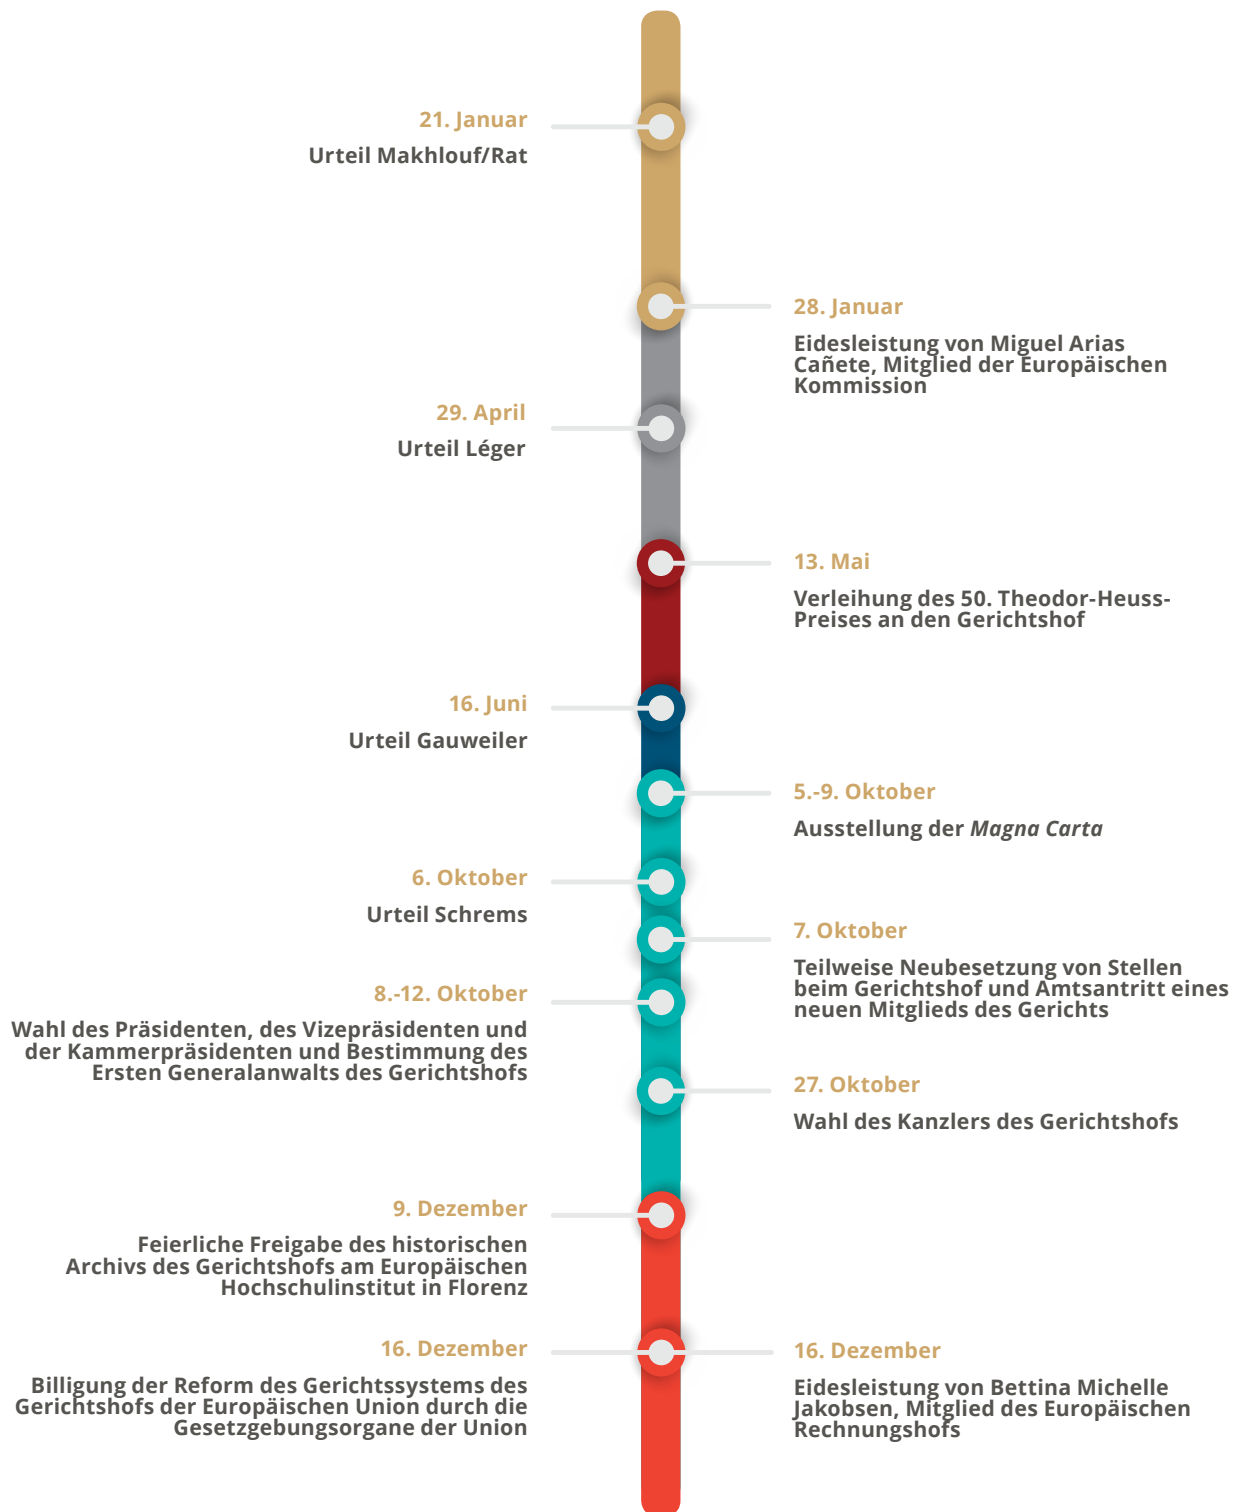 21. Januar
Urteil Makhlouf/Rat
28. Januar
Eidesleistung von Miguel Arias
Cañete, Mitglied der Europäischen
Kommission
29. April
Urteil Léger
13. Mai
Verleihung des 50. Theodor-Heuss-
Preises an den Gerichtshof
16. Juni
Urteil Gauweiler
5.-9. Oktober
Ausstellung der Magna Carta
6. Oktober
Urteil Schrems
7. Oktober
Teilweise Neubesetzung von Stellen
beim Gerichtshof und Amtsantritt eines
neuen Mitglieds des Gerichts
8.-12. Oktober
Wahl des Präsidenten, des Vizepräsidenten und
der Kammerpräsidenten und Bestimmung des
Ersten Generalanwalts des Gerichtshofs
27. Oktober
Wahl des Kanzlers des Gerichtshofs
9. Dezember
Feierliche Freigabe des historischen
Archivs des Gerichtshofs am Europäischen
Hochschulinstitut in Florenz
16. Dezember
Billigung der Reform des Gerichtssystems des
Gerichtshofs der Europäischen Union durch die
Gesetzgebungsorgane der Union
16. Dezember
Eidesleistung von Bettina Michelle
Jakobsen, Mitglied des Europäischen
Rechnungshofs